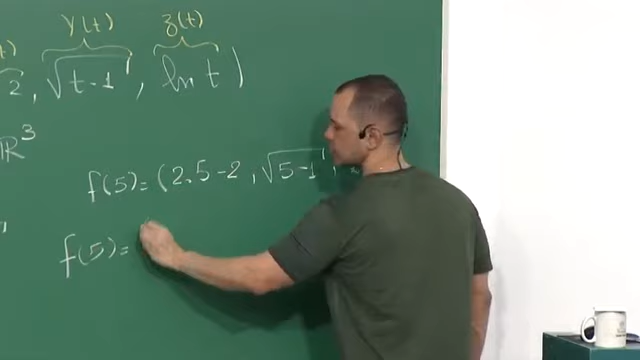 (t) y(t) z(t)
2, √t-1, ln t)
ℝ³
f(5)=(2.5-2, √5-1,
f(5)=